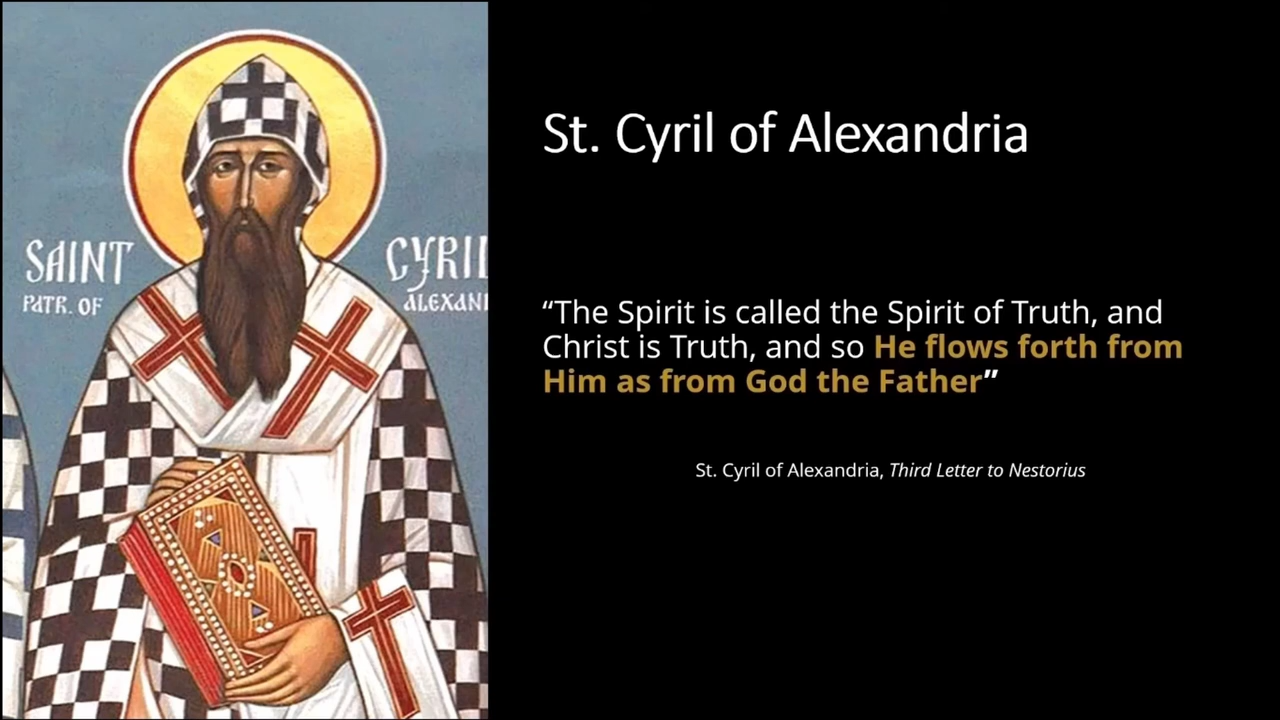 SAINT
PATR. OF
CYRIL
ALEXAN
St. Cyril of Alexandria
“The Spirit is called the Spirit of Truth, and
Christ is Truth, and so He flows forth from
Him as from God the Father”
St. Cyril of Alexandria, Third Letter to Nestorius